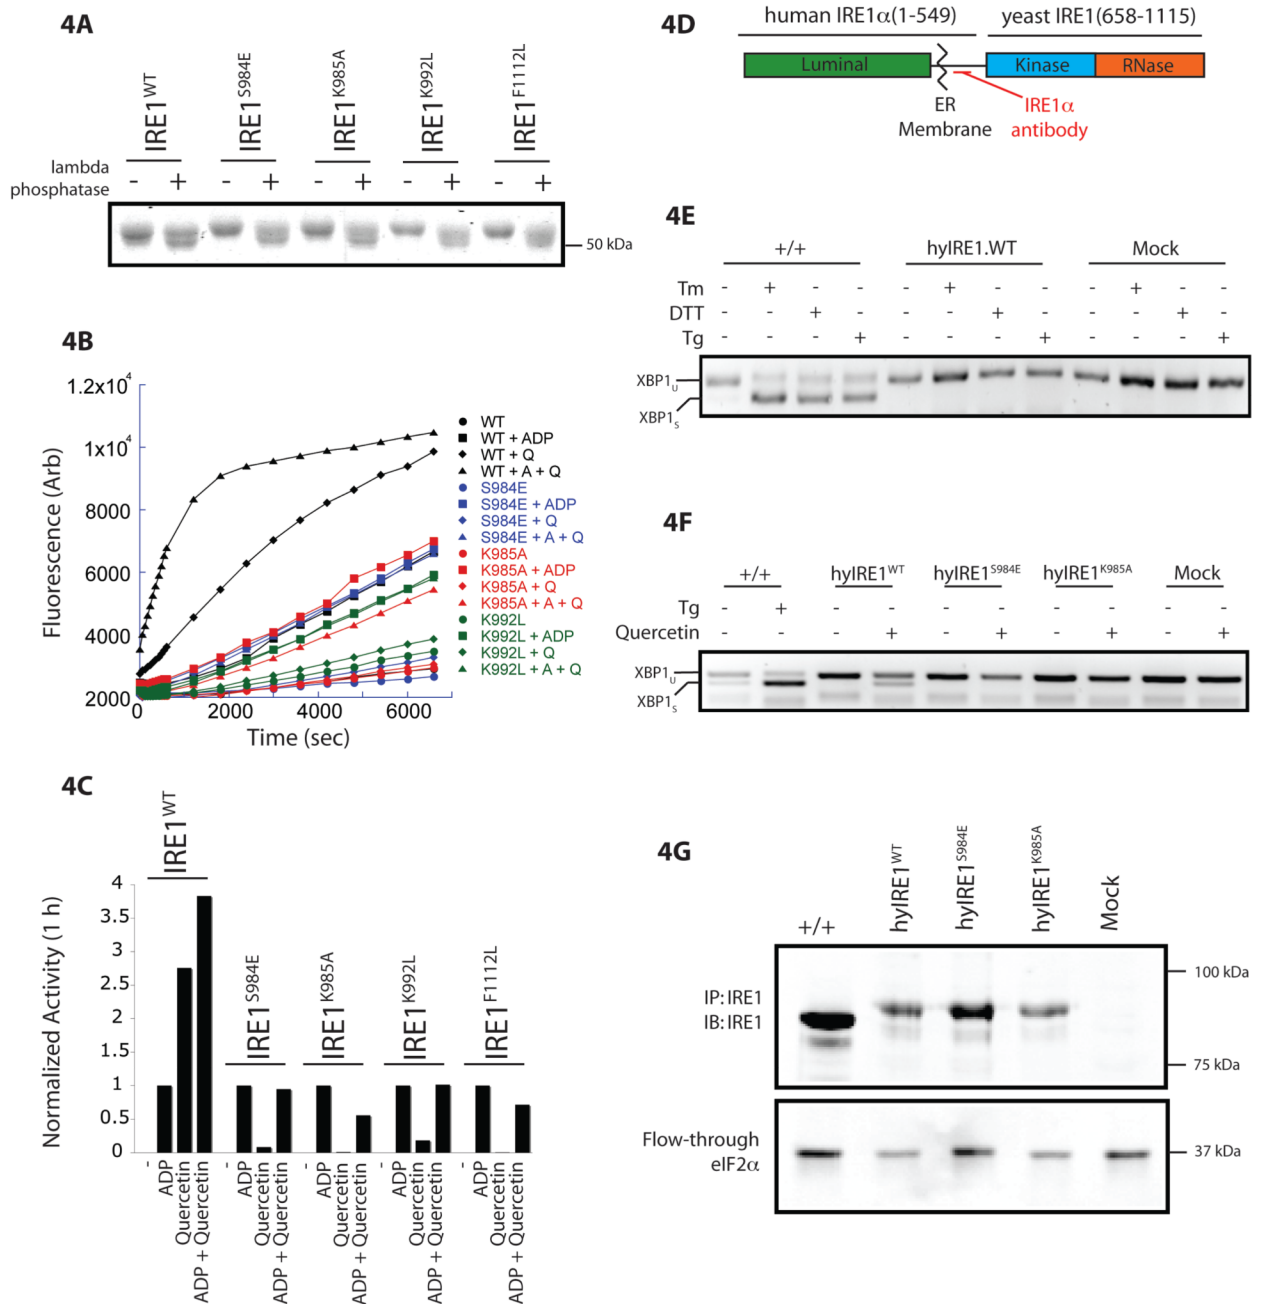 4A
IRE1WT
IRE1S984E
IRE1K985A
IRE1K992L
IRE1F1112L
lambda
phosphatase
- + - + - + - + - +
50 kDa
4B
Fluorescence (Arb)
1.2x104
1x104
8000
6000
4000
2000
0 2000 4000 6000
Time (sec)
WT
WT + ADP
WT + Q
WT + A + Q
S984E
S984E + ADP
S984E + Q
S984E + A + Q
K985A
K985A + ADP
K985A + Q
K985A + A + Q
K992L
K992L + ADP
K992L + Q
K992L + A + Q
4C
Normalized Activity (1 h)
4
3.5
3
2.5
2
1.5
1
0.5
0
IRE1WT
IRE1S984E
IRE1K985A
IRE1K992L
IRE1F1112L
-
ADP
Quercetin
ADP + Quercetin
-
ADP
Quercetin
ADP + Quercetin
-
ADP
Quercetin
ADP + Quercetin
-
ADP
Quercetin
ADP + Quercetin
-
ADP
Quercetin
ADP + Quercetin
4D
human IRE1α(1-549) yeast IRE1(658-1115)
Luminal Kinase RNase
ER
Membrane
IRE1α
antibody
4E
+/+ hyIRE1.WT Mock
Tm - + - - - + - - - + - -
DTT - - + - - - + - - - + -
Tg - - - + - - - + - - - +
XBP1U
XBP1S
4F
+/+ hyIRE1WT hyIRE1S984E hyIRE1K985A Mock
Tg - + - - - - - - - -
Quercetin - - - + - + - + - +
XBP1U
XBP1S
4G
+/+
hyIRE1WT
hyIRE1S984E
hyIRE1K985A
Mock
IP: IRE1
IB: IRE1
100 kDa
75 kDa
Flow-through
eIF2α
37 kDa